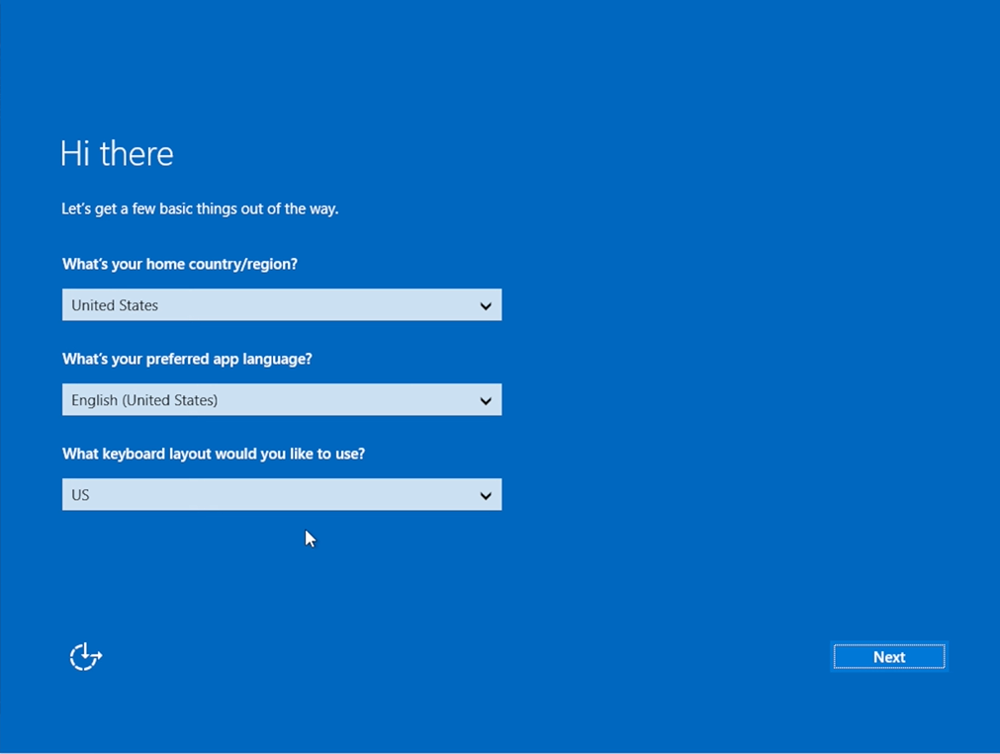 Hi there
Let's get a few basic things out of the way.
What's your home country/region?
United States
What's your preferred app language?
English (United States)
What keyboard layout would you like to use?
US
Next